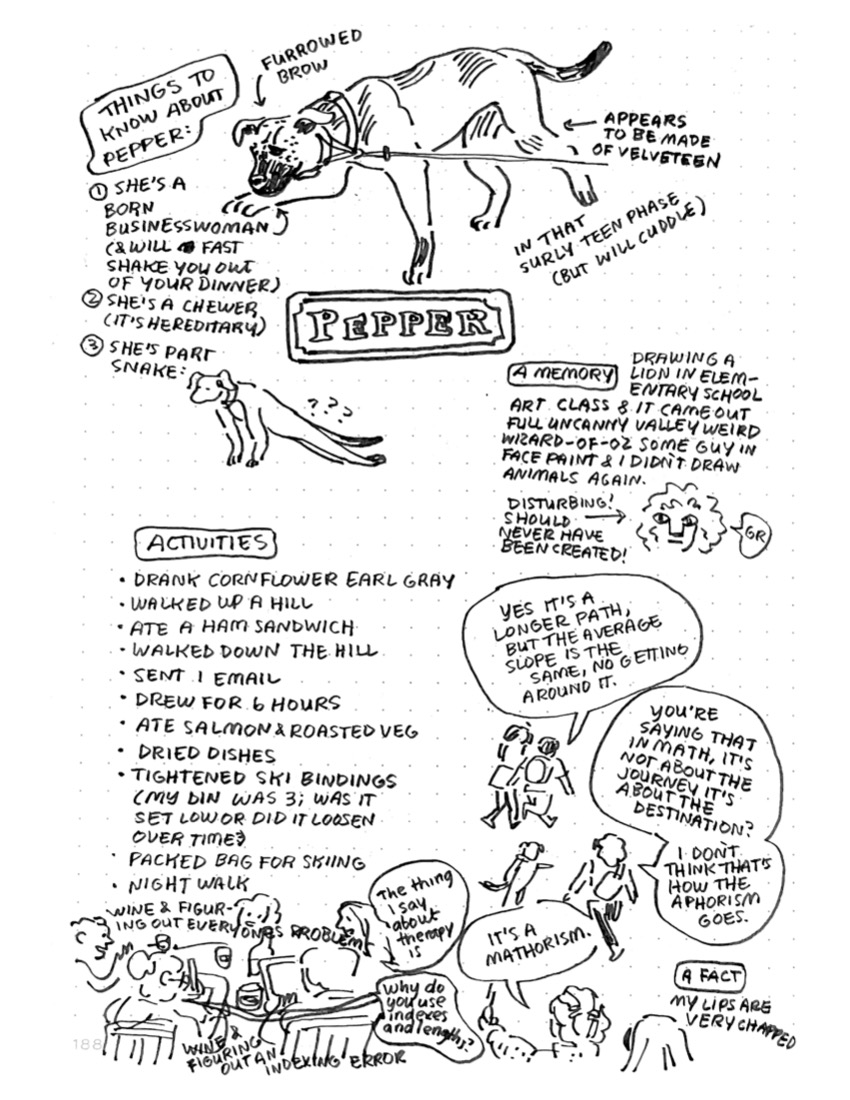 THINGS TO
KNOW ABOUT
PEPPER:
FURROWED
BROW
APPEARS
TO BE MADE
OF VELVETEEN
IN THAT
SURLY TEEN PHASE
(BUT WILL CUDDLE)
① SHE'S A
BORN
BUSINESSWOMAN
(& WILL FAST
SHAKE YOU OUT
OF YOUR DINNER)
② SHE'S A CHEWER
(IT'S HEREDITARY)
③ SHE'S PART
SNAKE:
???
PEPPER
A MEMORY
DRAWING A
LION IN ELEM-
ENTARY SCHOOL
ART CLASS & IT CAME OUT
FULL UNCANNY VALLEY WEIRD
WIZARD-OF-OZ SOME GUY IN
FACE PAINT & I DIDN'T DRAW
ANIMALS AGAIN.
DISTURBING!
SHOULD
NEVER HAVE
BEEN CREATED!
GR
ACTIVITIES
• DRANK CORNFLOWER EARL GRAY
• WALKED UP A HILL
• ATE A HAM SANDWICH
• WALKED DOWN THE HILL
• SENT 1 EMAIL
• DREW FOR 6 HOURS
• ATE SALMON & ROASTED VEG
• DRIED DISHES
• TIGHTENED SKI BINDINGS
(MY DIN WAS 3; WAS IT
SET LOW OR DID IT LOOSEN
OVER TIME?
• PACKED BAG FOR SKIING
• NIGHT WALK
YES IT'S A
LONGER PATH,
BUT THE AVERAGE
SLOPE IS THE
SAME, NO GETTING
AROUND IT.
YOU'RE
SAYING THAT
IN MATH, IT'S
NOT ABOUT THE
JOURNEY IT'S
ABOUT THE
DESTINATION?
I DON'T
THINK THAT'S
HOW THE
APHORISM
GOES.
IT'S A
MATHORISM.
WINE & FIGUR-
ING OUT EVERYONE'S PROBLEM
The thing
I say
about
therapy
is
Why do
you use
indexes
and lengths?
WINE &
FIGURING
OUT AN
INDEXING ERROR
A FACT
MY LIPS ARE
VERY CHAPPED
188